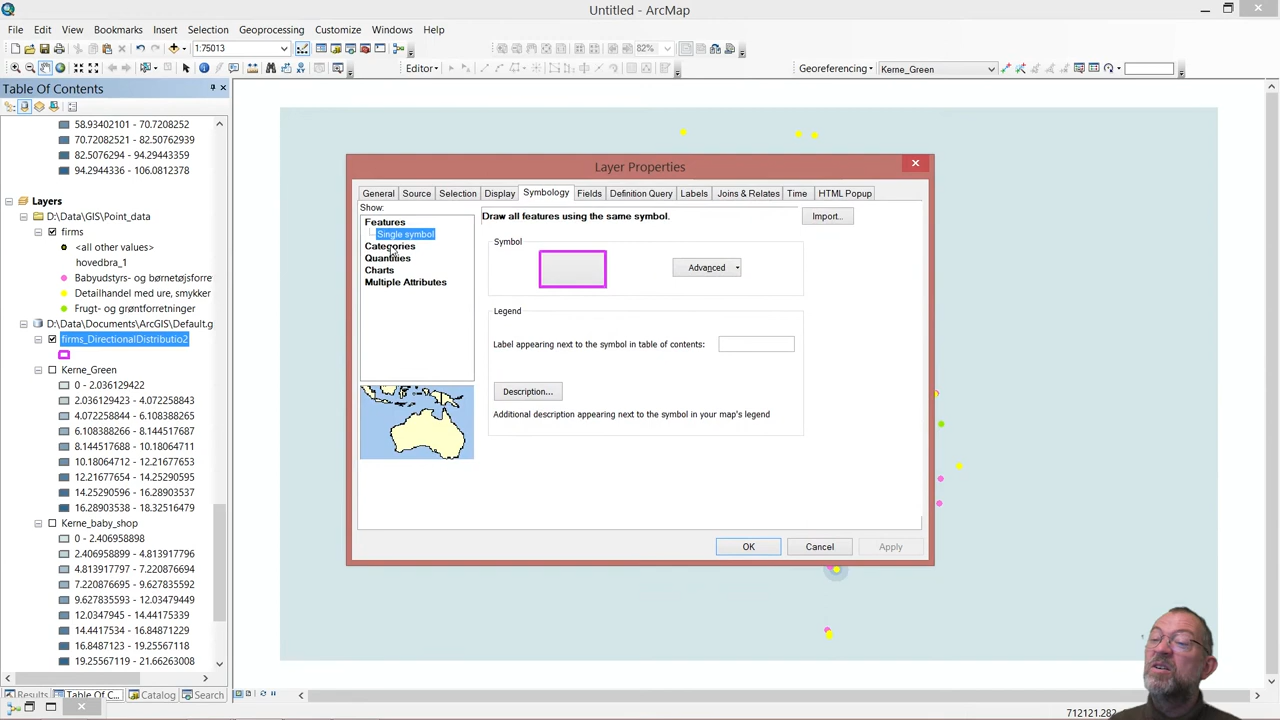 Untitled - ArcMap
File Edit View Bookmarks Insert Selection Geoprocessing Customize Windows Help
1:75013
82%
Editor
Georeferencing
Kerne_Green
Table Of Contents
58.93402101 - 70.7208252
70.72082521 - 82.50762939
82.5076294 - 94.29443359
94.2944336 - 106.0812378
Layers
D:\Data\GIS\Point_data
firms
<all other values>
hovedbra_1
Babyudstyrs- og børnetøjsforre
Detailhandel med ure, smykker
Frugt- og grøntforretninger
D:\Data\Documents\ArcGIS\Default.g
firms_DirectionalDistributio2
Kerne_Green
0 - 2.036129422
2.036129423 - 4.072258843
4.072258844 - 6.108388265
6.108388266 - 8.144517687
8.144517688 - 10.18064711
10.18064712 - 12.21677653
12.21677654 - 14.25290595
14.25290596 - 16.28903537
16.28903538 - 18.32516479
Kerne_baby_shop
0 - 2.406958898
2.406958899 - 4.813917796
4.813917797 - 7.220876694
7.220876695 - 9.627835592
9.627835593 - 12.03479449
12.0347945 - 14.44175339
14.4417534 - 16.84871229
16.8487123 - 19.25567118
19.25567119 - 21.66263008
Results Table Of C... Catalog Search
Layer Properties
General Source Selection Display Symbology Fields Definition Query Labels Joins & Relates Time HTML Popup
Show:
Features
Single symbol
Categories
Quantities
Charts
Multiple Attributes
Draw all features using the same symbol.
Import...
Symbol
Advanced
Legend
Label appearing next to the symbol in table of contents:
Description...
Additional description appearing next to the symbol in your map's legend
OK Cancel Apply
712121.282